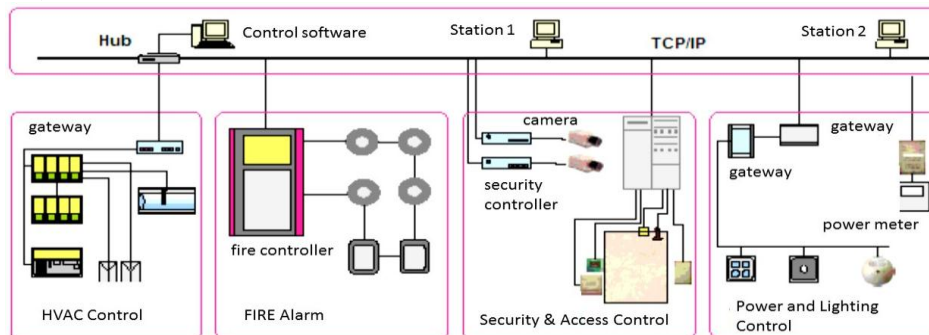 Hub
Control software
Station 1
TCP/IP
Station 2
gateway
camera
security
controller
fire controller
gateway
gateway
power meter
HVAC Control
FIRE Alarm
Security & Access Control
Power and Lighting
Control